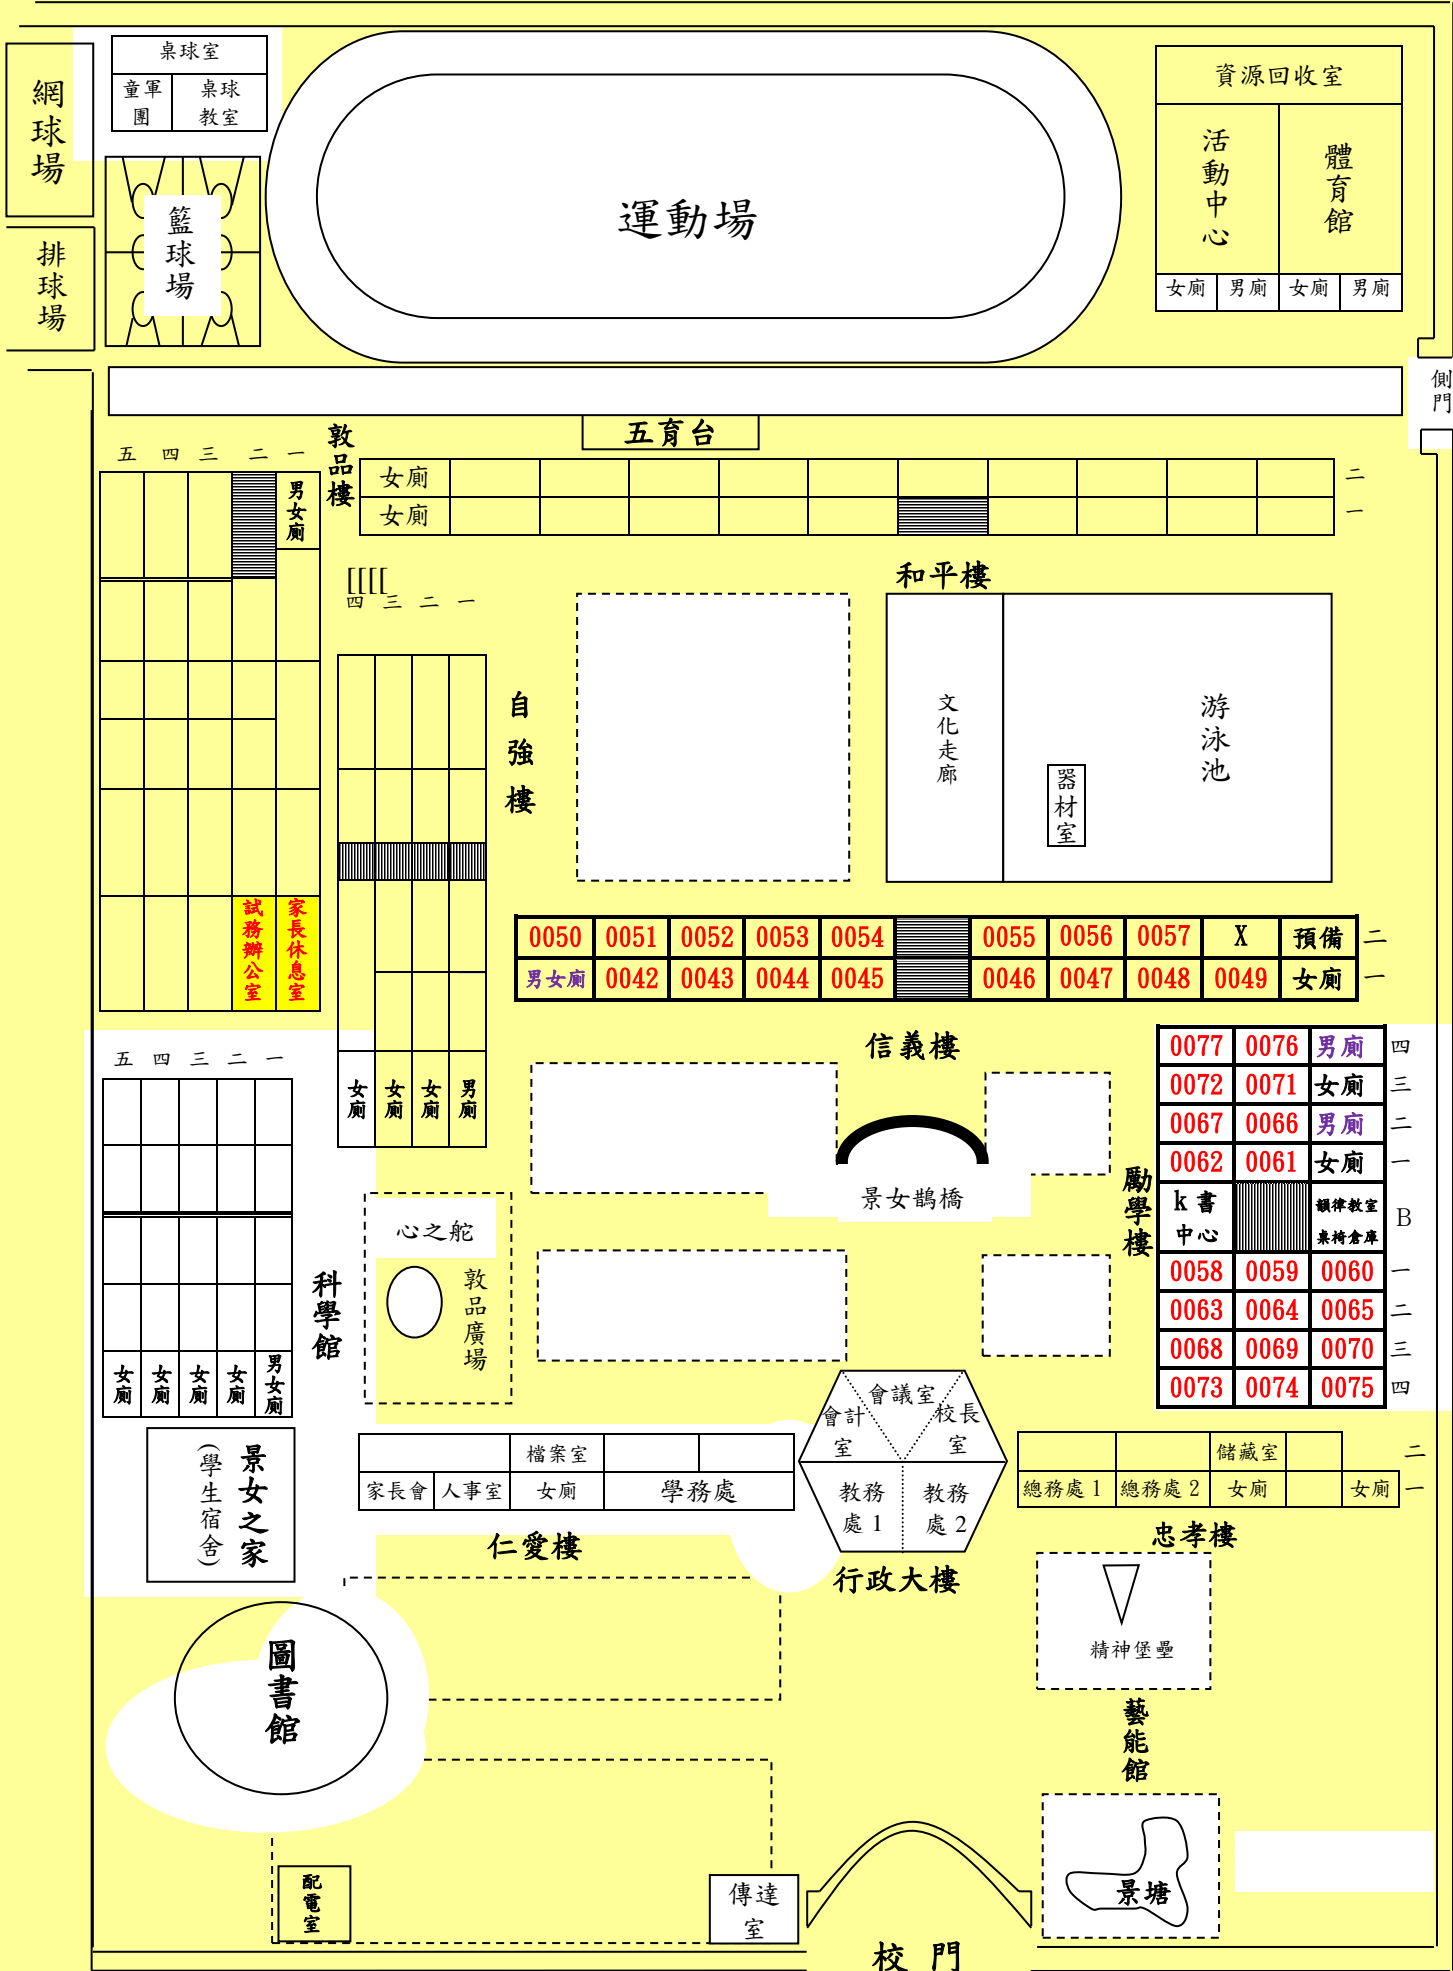 桌球室
童軍團
桌球教室
網球場
籃球場
排球場
運動場
資源回收室
活動中心
體育館
女廁 男廁 女廁 男廁
側門
五育台
五 四 三 二 一
敦品樓
男女廁
女廁 二
女廁 一
和平樓
[[[[
四 三 二 一
自強樓
文化走廊
器材室
游泳池
試務辦公室
家長休息室
0050 0051 0052 0053 0054 0055 0056 0057 X 預備 二
男女廁 0042 0043 0044 0045 0046 0047 0048 0049 女廁 一
信義樓
女廁 女廁 女廁 男廁
五 四 三 二 一
0077 0076 男廁 四
0072 0071 女廁 三
0067 0066 男廁 二
0062 0061 女廁 一
k 書中心
韻律教室
桌椅倉庫
B
0058 0059 0060 一
0063 0064 0065 二
0068 0069 0070 三
0073 0074 0075 四
勵學樓
景女鵲橋
心之舵
敦品廣場
科學館
女廁 女廁 女廁 女廁 男女廁
會議室
會計室
校長室
教務處 1
教務處 2
行政大樓
檔案室
家長會 人事室 女廁 學務處
仁愛樓
儲藏室 二
總務處 1 總務處 2 女廁 女廁 一
忠孝樓
景女之家
(學生宿舍)
精神堡壘
圖書館
藝能館
景塘
配電室
傳達室
校 門